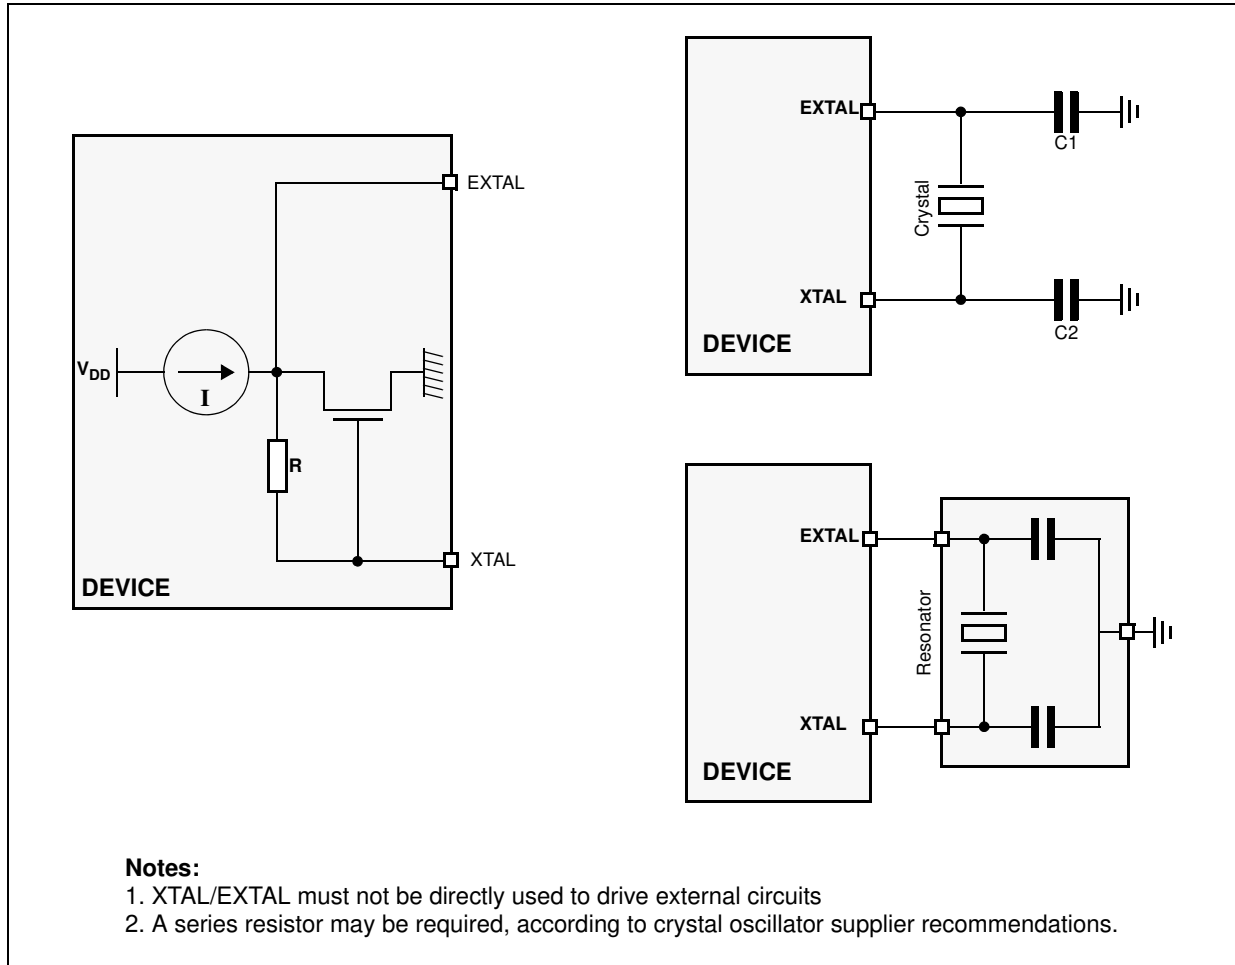 EXTAL
V_DD
I
R
XTAL
DEVICE
EXTAL
C1
Crystal
XTAL
C2
DEVICE
EXTAL
Resonator
XTAL
DEVICE
Notes:
1. XTAL/EXTAL must not be directly used to drive external circuits
2. A series resistor may be required, according to crystal oscillator supplier recommendations.